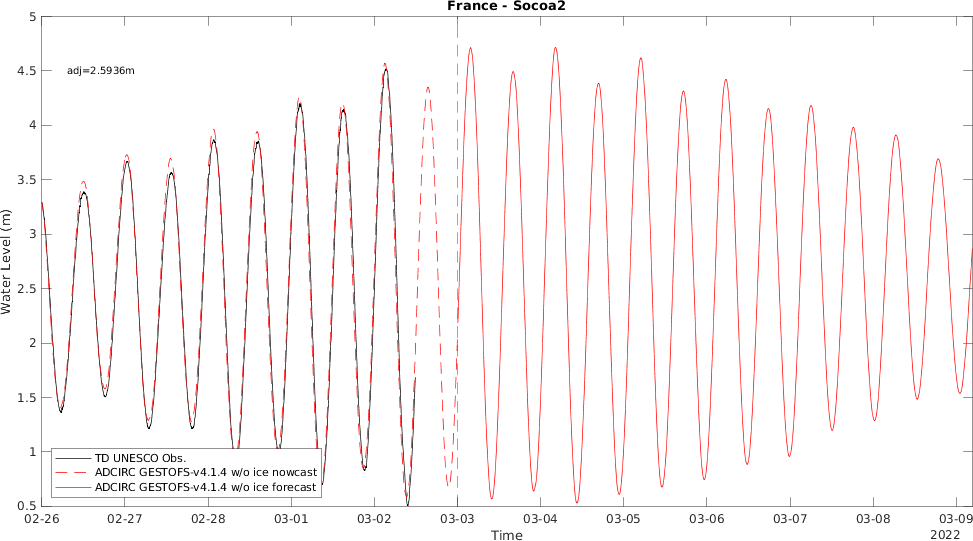 France - Socoa2
adj=2.5936m
Water Level (m)
5
4.5
4
3.5
3
2.5
2
1.5
1
0.5
TD UNESCO Obs.
ADCIRC GESTOFS-v4.1.4 w/o ice nowcast
ADCIRC GESTOFS-v4.1.4 w/o ice forecast
02-26 02-27 02-28 03-01 03-02 03-03 03-04 03-05 03-06 03-07 03-08 03-09
Time
2022